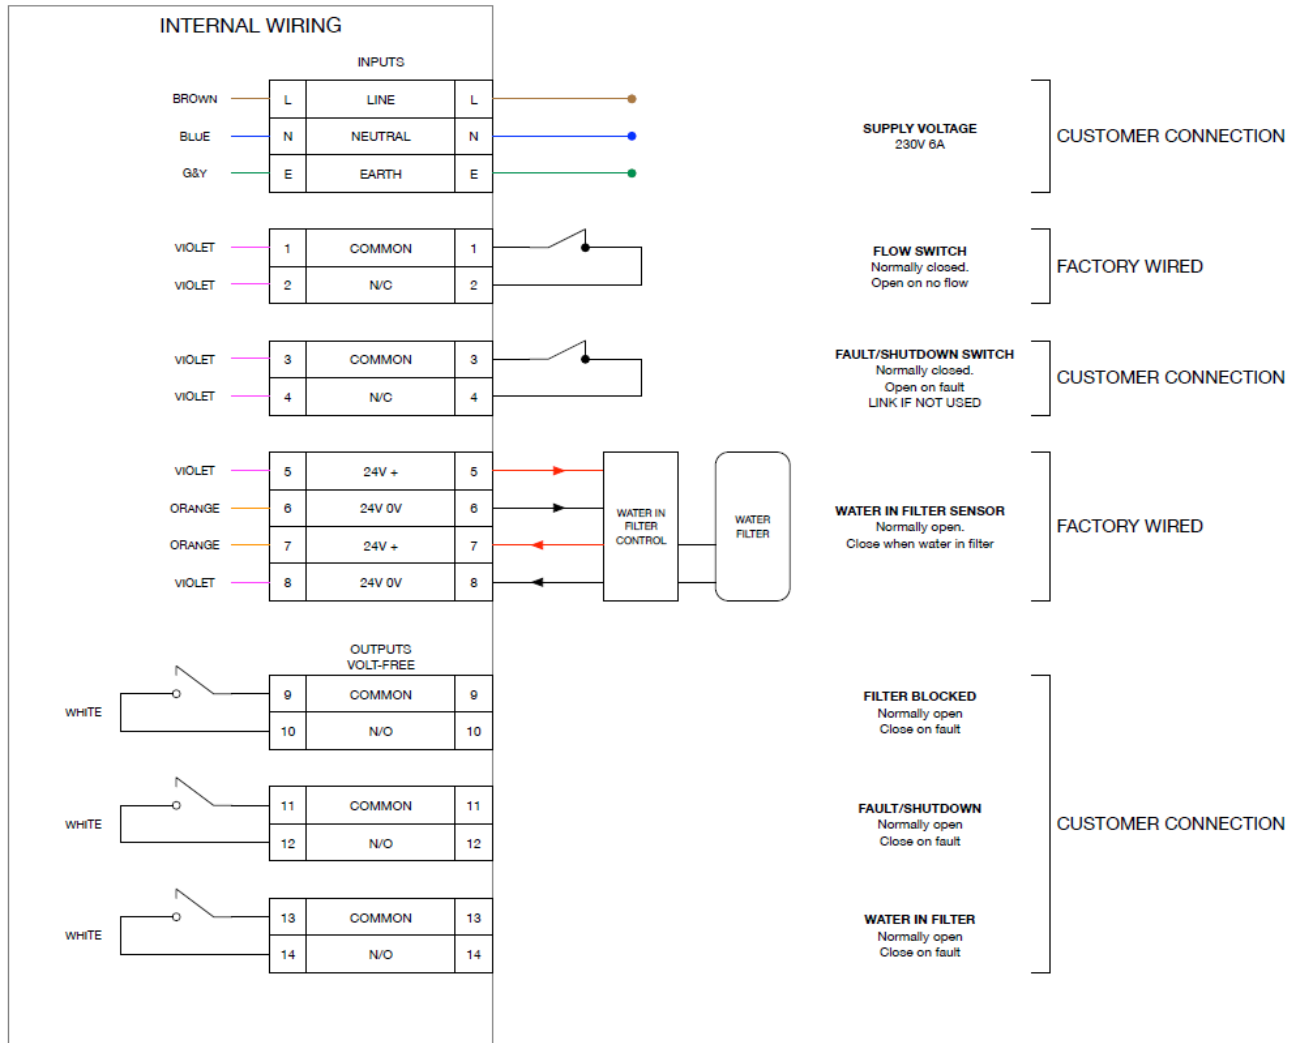 INTERNAL WIRING
INPUTS
BROWN L LINE L
BLUE N NEUTRAL N
G&Y E EARTH E
SUPPLY VOLTAGE
230V 6A
CUSTOMER CONNECTION
VIOLET 1 COMMON 1
VIOLET 2 N/C 2
FLOW SWITCH
Normally closed.
Open on no flow
FACTORY WIRED
VIOLET 3 COMMON 3
VIOLET 4 N/C 4
FAULT/SHUTDOWN SWITCH
Normally closed.
Open on fault
LINK IF NOT USED
CUSTOMER CONNECTION
VIOLET 5 24V + 5
ORANGE 6 24V 0V 6
ORANGE 7 24V + 7
VIOLET 8 24V 0V 8
WATER IN
FILTER
CONTROL
WATER
FILTER
WATER IN FILTER SENSOR
Normally open.
Close when water in filter
FACTORY WIRED
OUTPUTS
VOLT-FREE
WHITE
9 COMMON 9
10 N/O 10
FILTER BLOCKED
Normally open
Close on fault
WHITE
11 COMMON 11
12 N/O 12
FAULT/SHUTDOWN
Normally open
Close on fault
CUSTOMER CONNECTION
WHITE
13 COMMON 13
14 N/O 14
WATER IN FILTER
Normally open
Close on fault